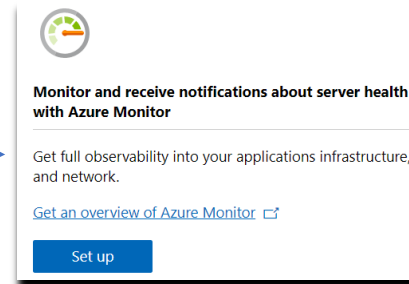 Monitor and receive notifications about server health
with Azure Monitor
Get full observability into your applications infrastructure,
and network.
Get an overview of Azure Monitor
Set up